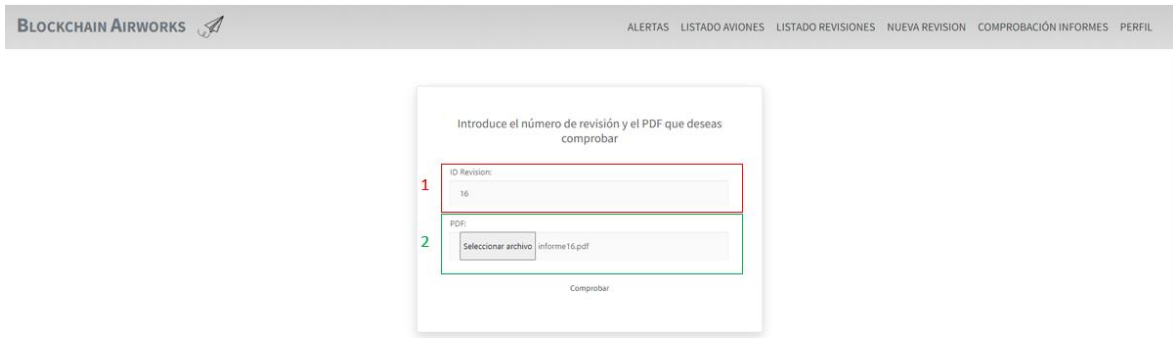 BLOCKCHAIN AIRWORKS
ALERTAS LISTADO AVIONES LISTADO REVISIONES NUEVA REVISION COMPROBACIÓN INFORMES PERFIL
Introduce el número de revisión y el PDF que deseas
comprobar
ID Revision:
1
16
PDF:
2
Seleccionar archivo informe16.pdf
Comprobar